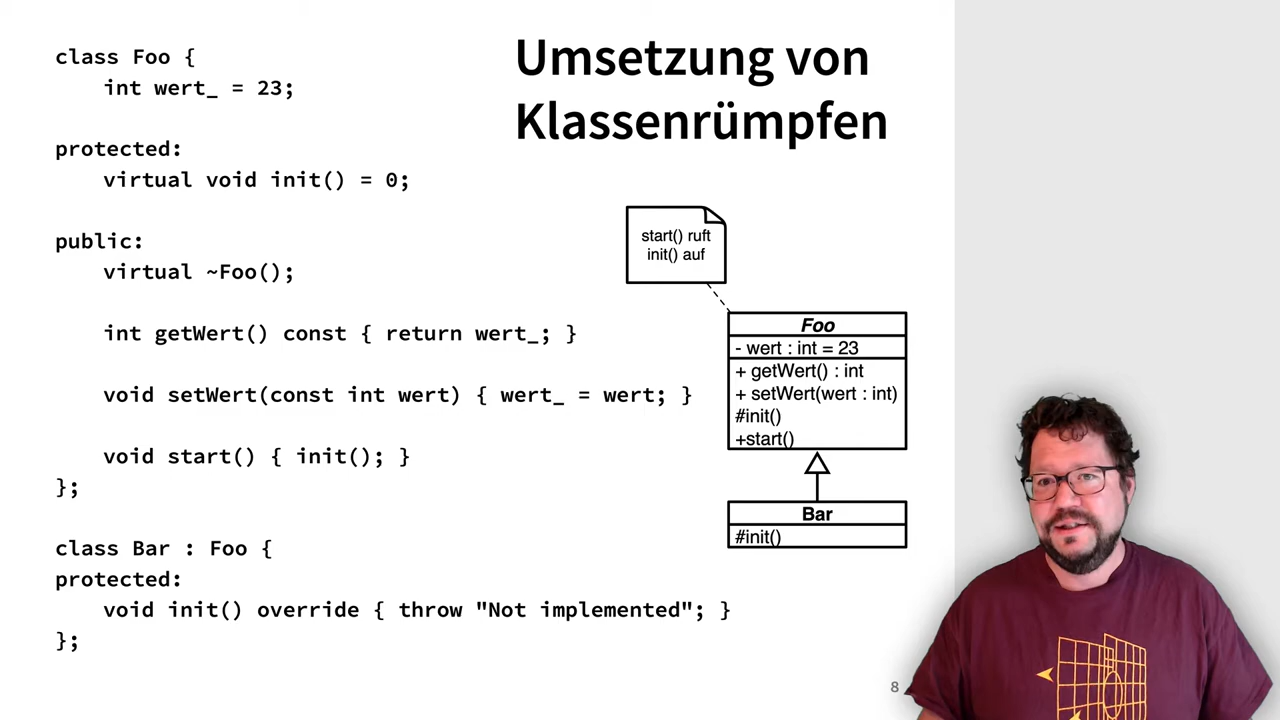 Umsetzung von
Klassenrümpfen
class Foo {
    int wert_ = 23;
protected:
    virtual void init() = 0;
public:
    virtual ~Foo();
    int getWert() const { return wert_; }
    void setWert(const int wert) { wert_ = wert; }
    void start() { init(); }
};
class Bar : Foo {
protected:
    void init() override { throw "Not implemented"; }
};
start() ruft
init() auf
Foo
- wert : int = 23
+ getWert() : int
+ setWert(wert : int)
#init()
+start()
Bar
#init()
8